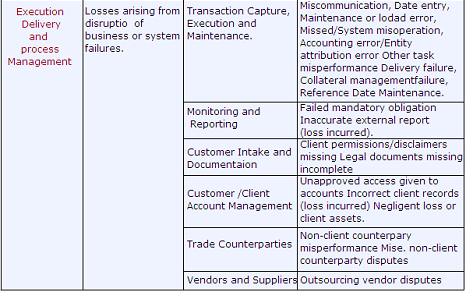 Execution
Delivery
and
process
Management
Losses arising from
disruptio of
business or system
failures.
Transaction Capture,
Execution and
Maintenance.
Miscommunication, Date entry,
Maintenance or lodad error,
Missed/System misoperation,
Accounting error/Entity
attribution error Other task
misperformance Delivery failure,
Collateral managementfailure,
Reference Date Maintenance.
Monitoring and
Reporting
Failed mandatory obligation
Inaccurate external report
(loss incurred).
Customer Intake and
Documentaion
Client permissions/disclaimers
missing Legal documents missing
incomplete
Customer /Client
Account Management
Unapproved access given to
accounts Incorrect client records
(loss incurred) Negligent loss or
client assets.
Trade Counterparties
Non-client counterpary
misperformance Mise. non-client
counterparty disputes
Vendors and Suppliers
Outsourcing vendor disputes